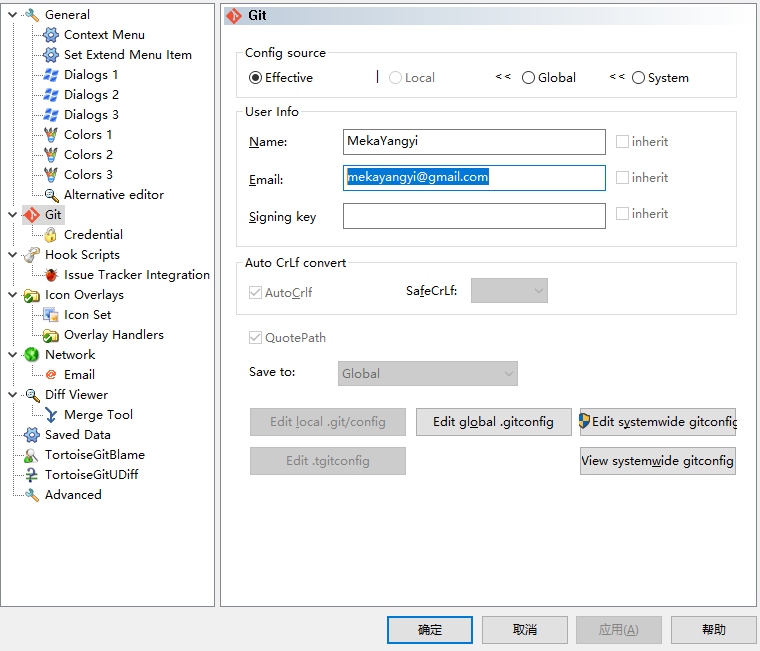 General
Context Menu
Set Extend Menu Item
Dialogs 1
Dialogs 2
Dialogs 3
Colors 1
Colors 2
Colors 3
Alternative editor
Git
Credential
Hook Scripts
Issue Tracker Integration
Icon Overlays
Icon Set
Overlay Handlers
Network
Email
Diff Viewer
Merge Tool
Saved Data
TortoiseGitBlame
TortoiseGitUDiff
Advanced
Git
Config source
Effective | Local << Global << System
User Info
Name: MekaYangyi inherit
Email: mekayangyi@gmail.com inherit
Signing key inherit
Auto CrLf convert
AutoCrlf SafeCrLf:
QuotePath
Save to: Global
Edit local .git/config Edit global .gitconfig Edit systemwide gitconfig
Edit .tgitconfig View systemwide gitconfig
确定 取消 应用(A) 帮助